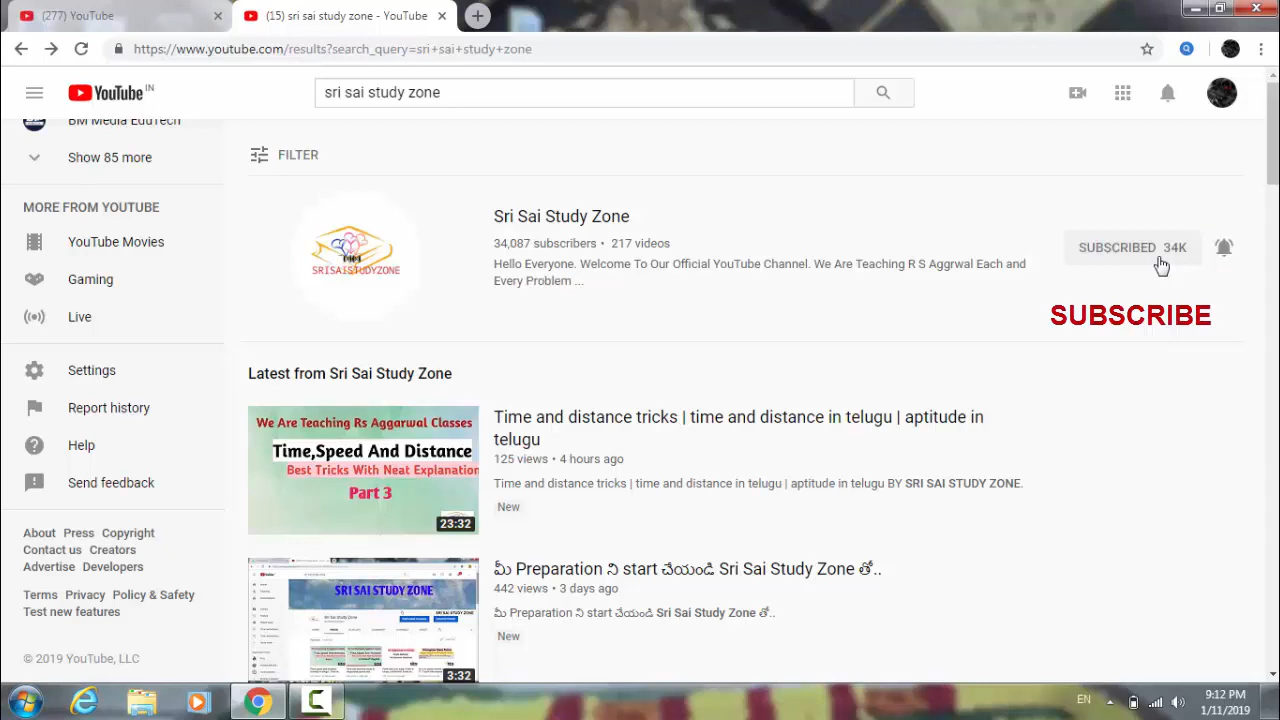 (277) YouTube
(15) sri sai study zone - YouTube
https://www.youtube.com/results?search_query=sri+sai+study+zone
YouTube IN
sri sai study zone
BM Media EduTech
Show 85 more
MORE FROM YOUTUBE
YouTube Movies
Gaming
Live
Settings
Report history
Help
Send feedback
About Press Copyright
Contact us Creators
Advertise Developers
Terms Privacy Policy & Safety
Test new features
FILTER
SRISAISTUDYZONE
Sri Sai Study Zone
34,087 subscribers • 217 videos
Hello Everyone. Welcome To Our Official YouTube Channel. We Are Teaching R S Aggrwal Each and
Every Problem ...
SUBSCRIBED 34K
SUBSCRIBE
Latest from Sri Sai Study Zone
We Are Teaching Rs Aggarwal Classes
Time,Speed And Distance
Best Tricks With Neat Explanation
Part 3
23:32
Time and distance tricks | time and distance in telugu | aptitude in
telugu
125 views • 4 hours ago
Time and distance tricks | time and distance in telugu | aptitude in telugu BY SRI SAI STUDY ZONE.
New
SRI SAI STUDY ZONE
3:32
మీ Preparation ని start చేయండి Sri Sai Study Zone తో..
442 views • 3 days ago
మీ Preparation ని start చేయండి Sri Sai Study Zone తో.
New
EN
9:12 PM
1/11/2019